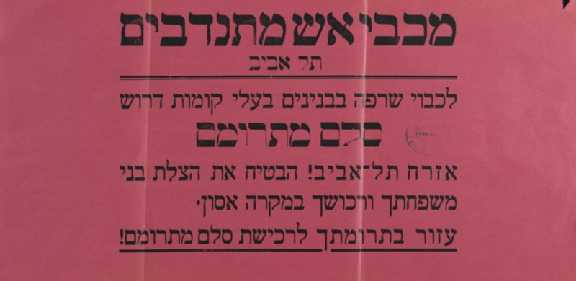 מכבי אש מתנדבים
תל אביב
לכבוי שרפה בבנינים בעלי קומות דרוש
סלם מתרומם
אזרח תל־אביב! הבטיח את הצלת בני
משפחתך ורכושך במקרה אסון.
עזור בתרומתך לרכישת סלם מתרומם!